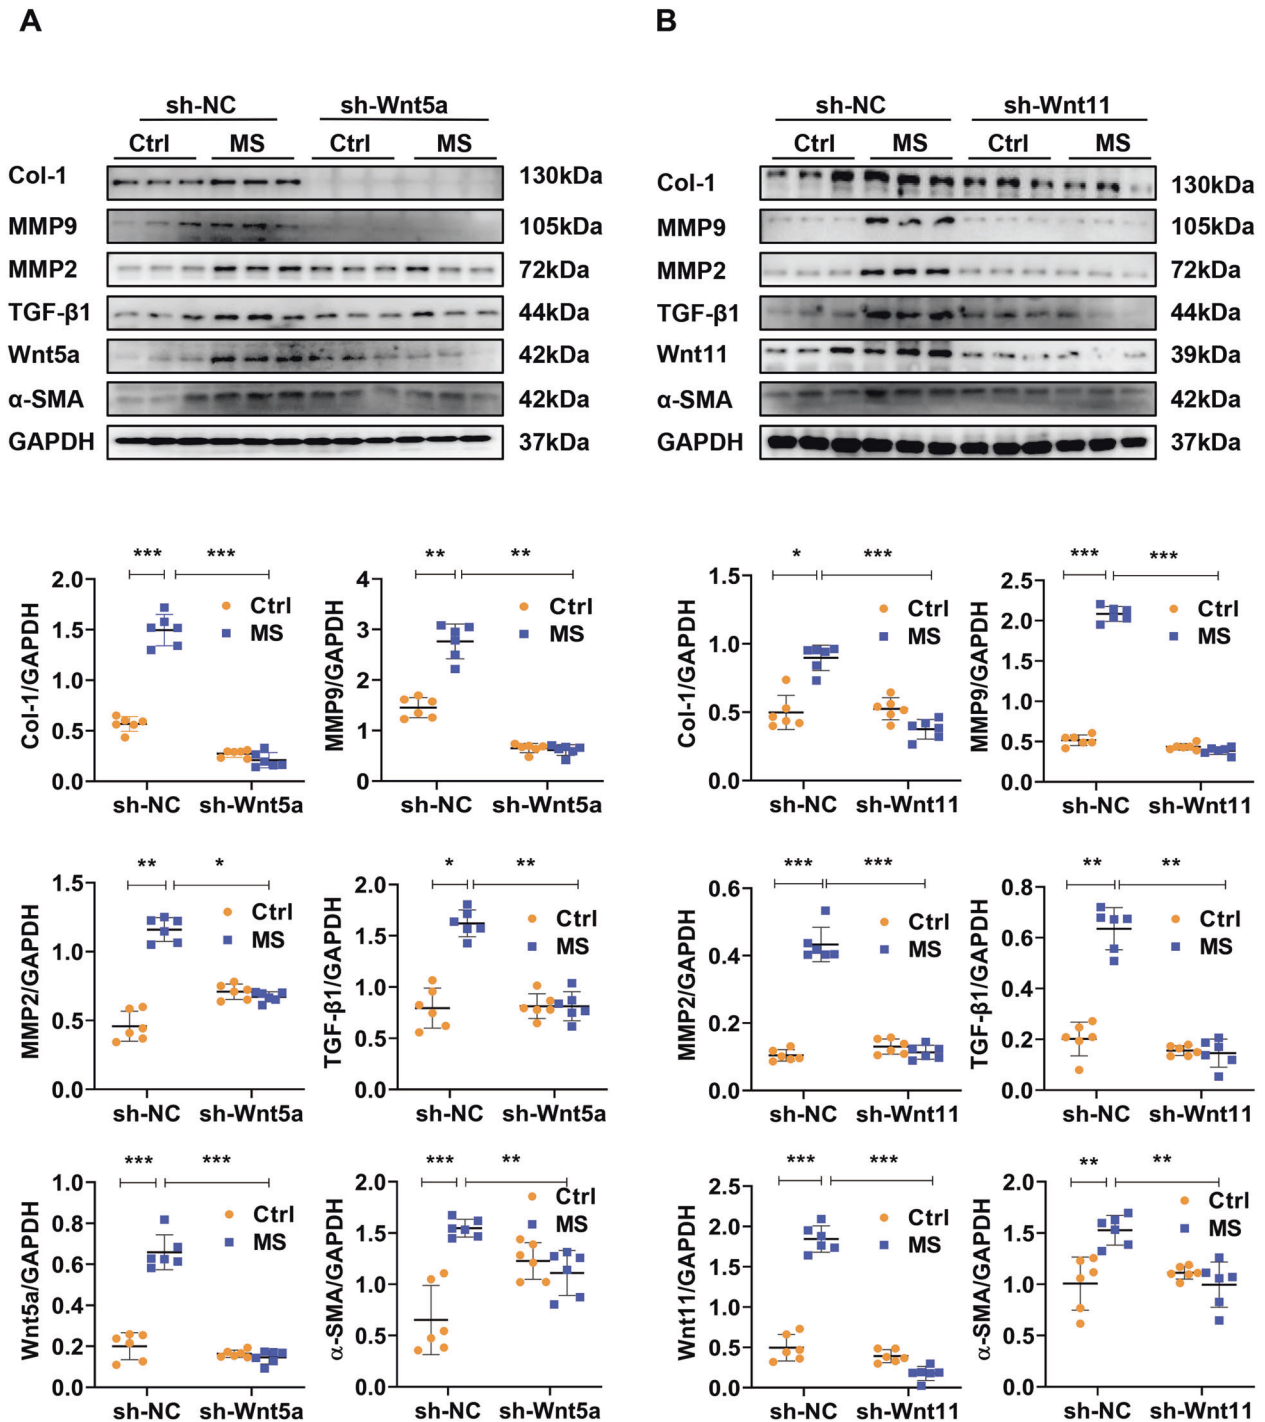 A
B
sh-NC sh-Wnt5a
Ctrl MS Ctrl MS
Col-1 130kDa
MMP9 105kDa
MMP2 72kDa
TGF-β1 44kDa
Wnt5a 42kDa
α-SMA 42kDa
GAPDH 37kDa
sh-NC sh-Wnt11
Ctrl MS Ctrl MS
Col-1 130kDa
MMP9 105kDa
MMP2 72kDa
TGF-β1 44kDa
Wnt11 39kDa
α-SMA 42kDa
GAPDH 37kDa
*** ***
Col-1/GAPDH
2.0
1.5
1.0
0.5
0.0
Ctrl
MS
sh-NC sh-Wnt5a
** **
MMP9/GAPDH
4
3
2
1
0
Ctrl
MS
sh-NC sh-Wnt5a
* ***
Col-1/GAPDH
1.5
1.0
0.5
0.0
Ctrl
MS
sh-NC sh-Wnt11
*** ***
MMP9/GAPDH
2.5
2.0
1.5
1.0
0.5
0.0
Ctrl
MS
sh-NC sh-Wnt11
** *
MMP2/GAPDH
1.5
1.0
0.5
0.0
Ctrl
MS
sh-NC sh-Wnt5a
* **
TGF-β1/GAPDH
2.0
1.5
1.0
0.5
0.0
Ctrl
MS
sh-NC sh-Wnt5a
*** ***
MMP2/GAPDH
0.6
0.4
0.2
0.0
Ctrl
MS
sh-NC sh-Wnt11
** **
TGF-β1/GAPDH
0.8
0.6
0.4
0.2
0.0
Ctrl
MS
sh-NC sh-Wnt11
*** ***
Wnt5a/GAPDH
1.0
0.8
0.6
0.4
0.2
0.0
Ctrl
MS
sh-NC sh-Wnt5a
*** **
α-SMA/GAPDH
2.0
1.5
1.0
0.5
0.0
Ctrl
MS
sh-NC sh-Wnt5a
*** ***
Wnt11/GAPDH
2.5
2.0
1.5
1.0
0.5
0.0
Ctrl
MS
sh-NC sh-Wnt11
** **
α-SMA/GAPDH
2.0
1.5
1.0
0.5
0.0
Ctrl
MS
sh-NC sh-Wnt11